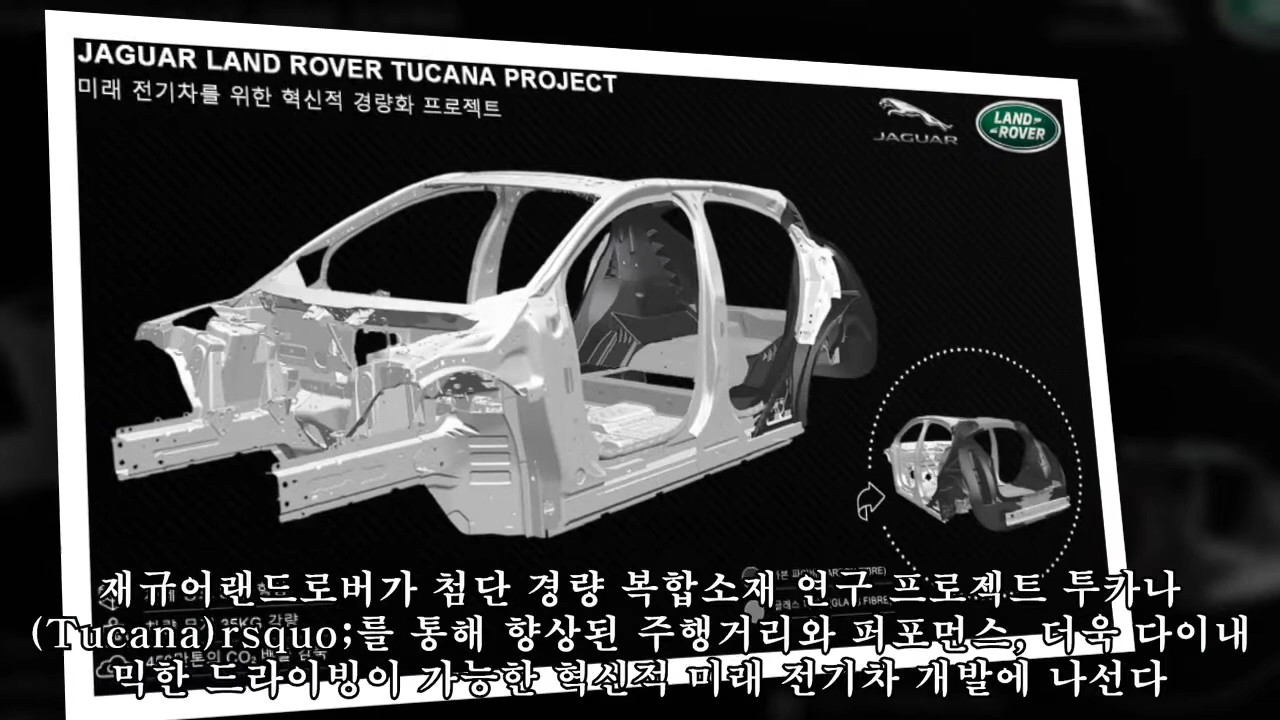 JAGUAR LAND ROVER TUCANA PROJECT
미래 전기차를 위한 혁신적 경량화 프로젝트
JAGUAR
LAND
ROVER
재규어랜드로버가 첨단 경량 복합소재 연구 프로젝트 투카나
(Tucana)rsquo;를 통해 향상된 주행거리와 퍼포먼스, 더욱 다이내
믹한 드라이빙이 가능한 혁신적 미래 전기차 개발에 나선다